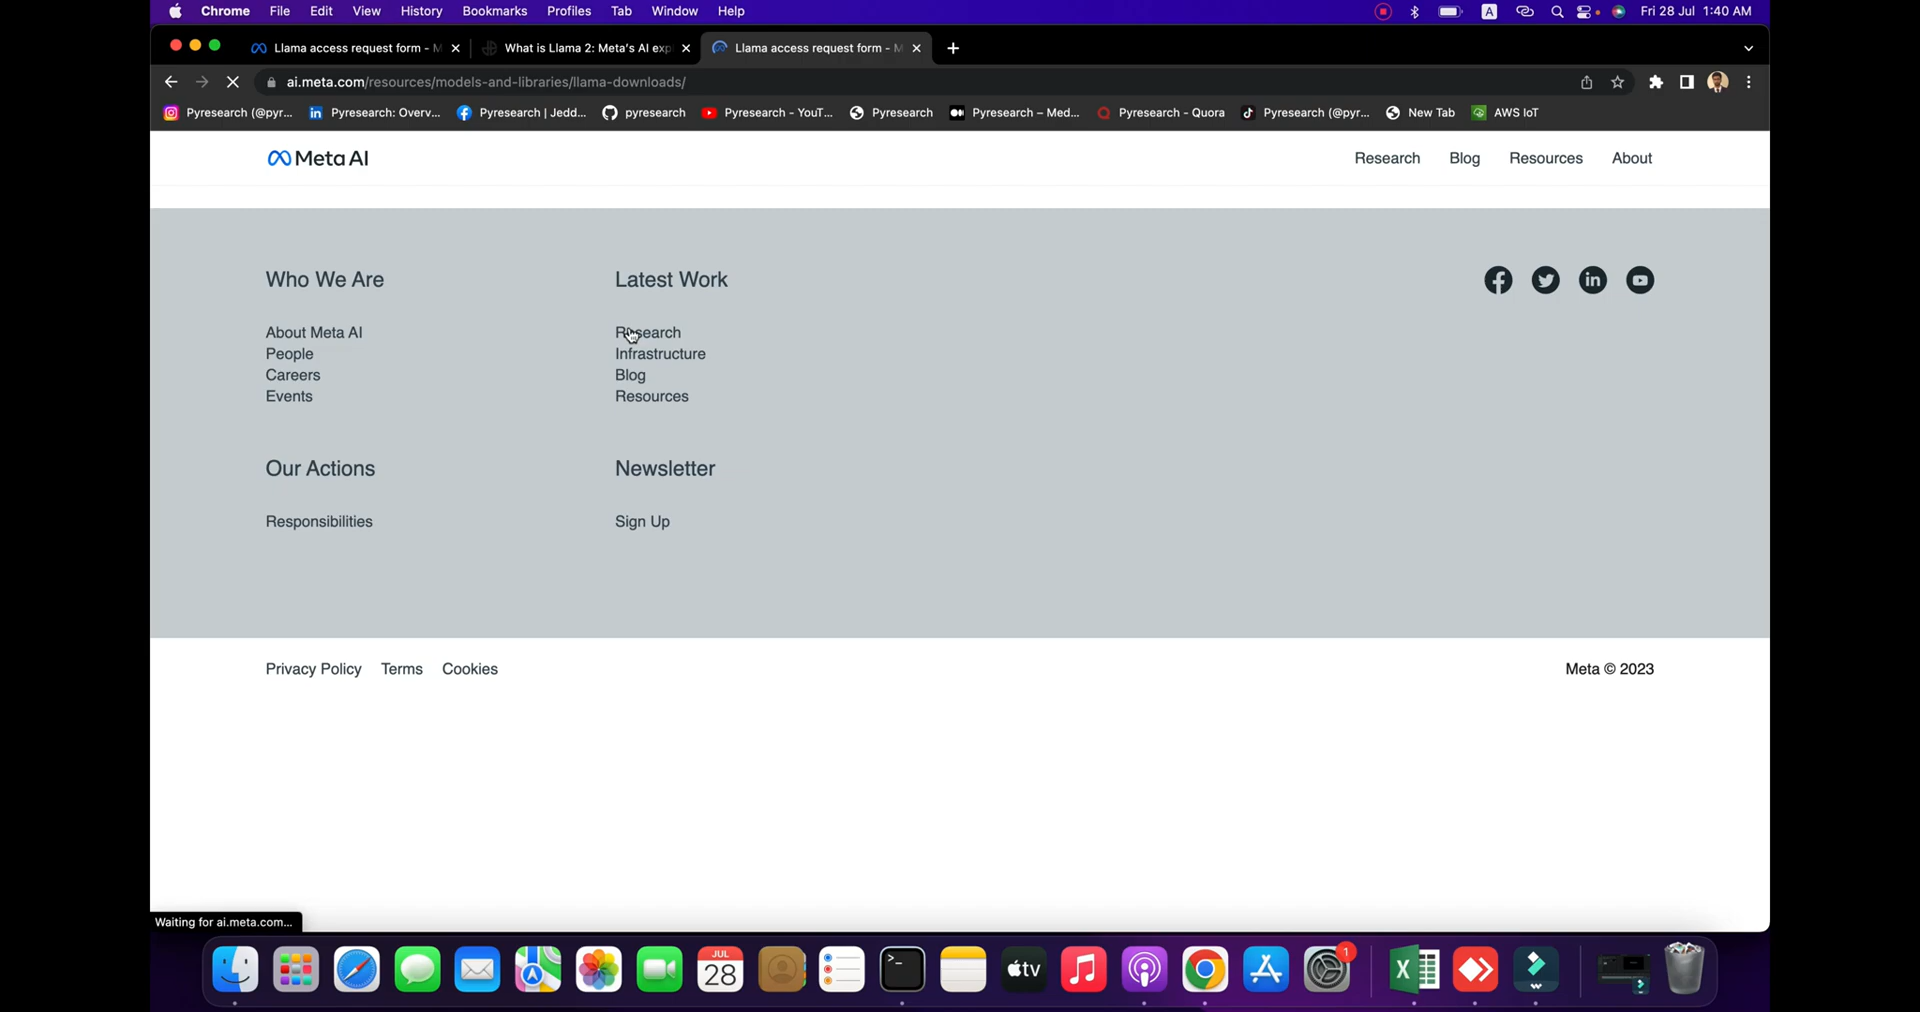 Chrome File Edit View History Bookmarks Profiles Tab Window Help A Fri 28 Jul 1:40 AM
Llama access request form - M What is Llama 2: Meta's AI exp Llama access request form - M
ai.meta.com/resources/models-and-libraries/llama-downloads/
Pyresearch (@pyr... Pyresearch: Overv... Pyresearch | Jedd... pyresearch Pyresearch - YouT... Pyresearch Pyresearch – Med... Pyresearch - Quora Pyresearch (@pyr... New Tab AWS IoT
Meta AI Research Blog Resources About
Who We Are Latest Work
About Meta AI Research
People Infrastructure
Careers Blog
Events Resources
Our Actions Newsletter
Responsibilities Sign Up
Privacy Policy Terms Cookies Meta © 2023
Waiting for ai.meta.com...
JUL
28
tv
1